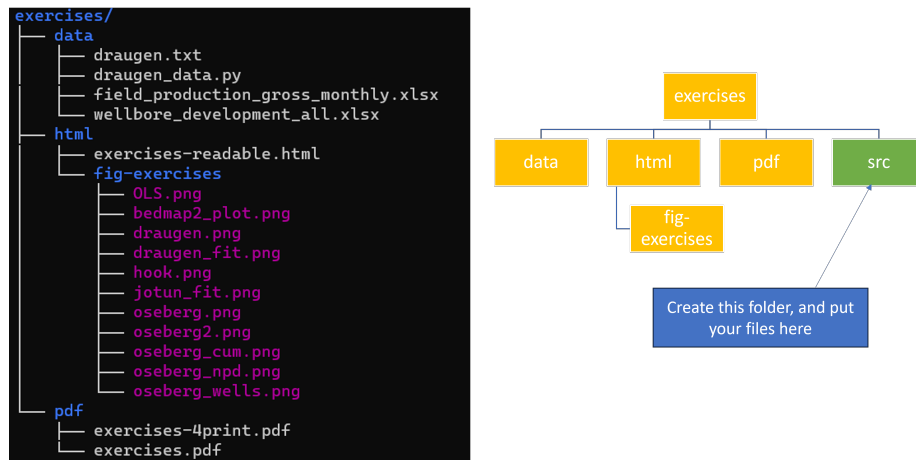 exercises/
data
draugen.txt
draugen_data.py
field_production_gross_monthly.xlsx
wellbore_development_all.xlsx
html
exercises-readable.html
fig-exercises
OLS.png
bedmap2_plot.png
draugen.png
draugen_fit.png
hook.png
jotun_fit.png
oseberg.png
oseberg2.png
oseberg_cum.png
oseberg_npd.png
oseberg_wells.png
pdf
exercises-4print.pdf
exercises.pdf
exercises
data
html
pdf
src
fig-
exercises
Create this folder, and put
your files here